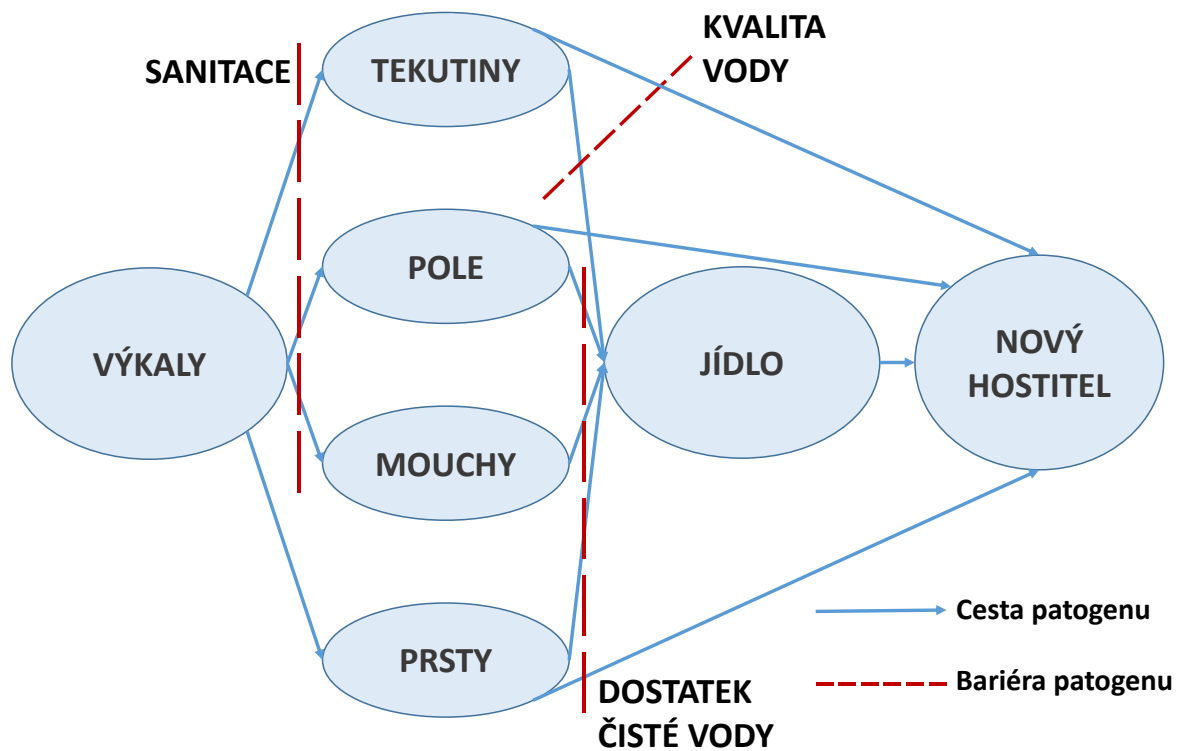 KVALITA
VODY
SANITACE
TEKUTINY
POLE
VÝKALY
JÍDLO
NOVÝ
HOSTITEL
MOUCHY
PRSTY
DOSTATEK
ČISTÉ VODY
Cesta patogenu
Bariéra patogenu